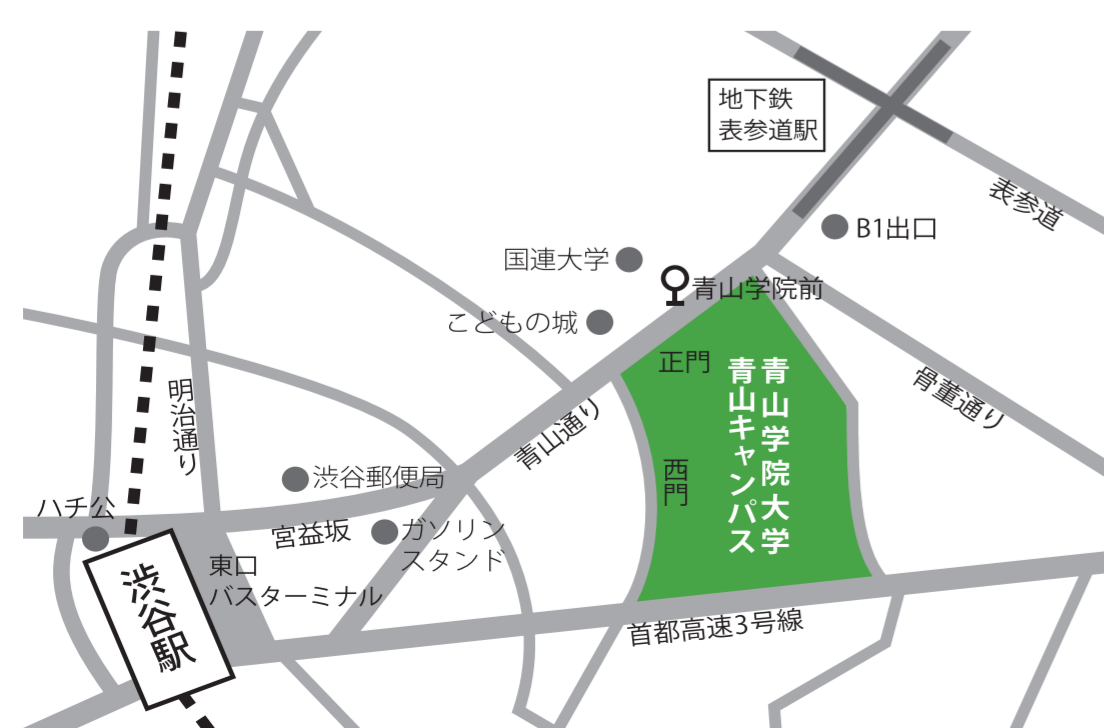 地下鉄
表参道駅
表参道
B1出口
国連大学
青山学院前
こどもの城
正門
青山学院大学
青山キャンパス
骨董通り
明治通り
青山通り
西門
渋谷郵便局
ハチ公
宮益坂
ガソリン
スタンド
東口
バスターミナル
渋谷駅
首都高速3号線